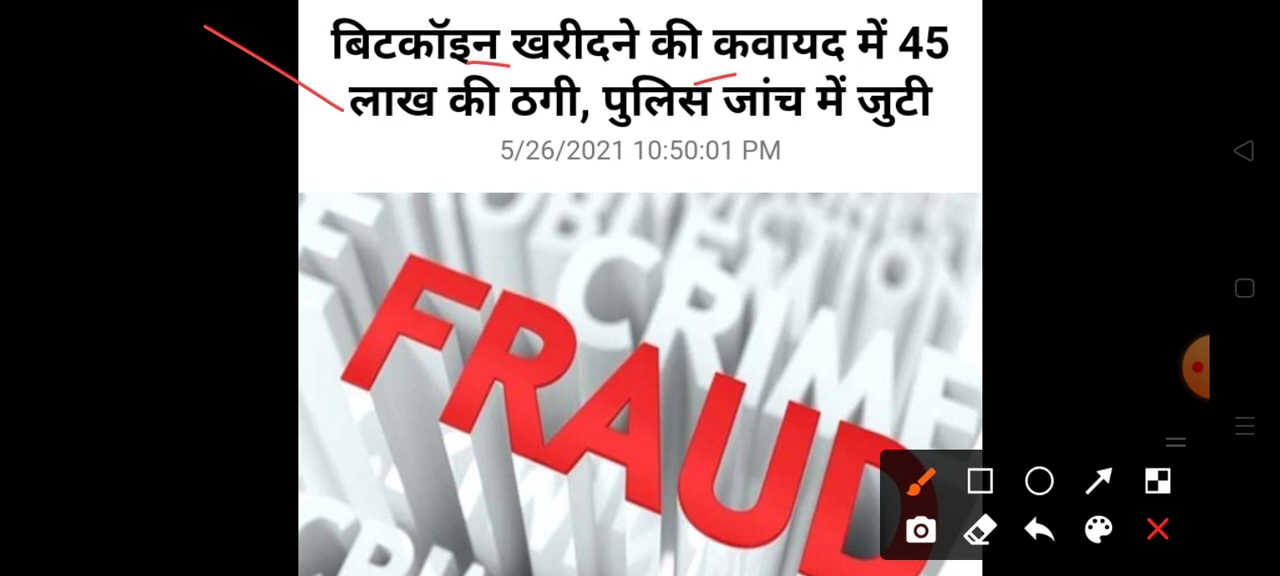 बिटकॉइन खरीदने की कवायद में 45
लाख की ठगी, पुलिस जांच में जुटी
5/26/2021 10:50:01 PM
CRIME
FRAUD